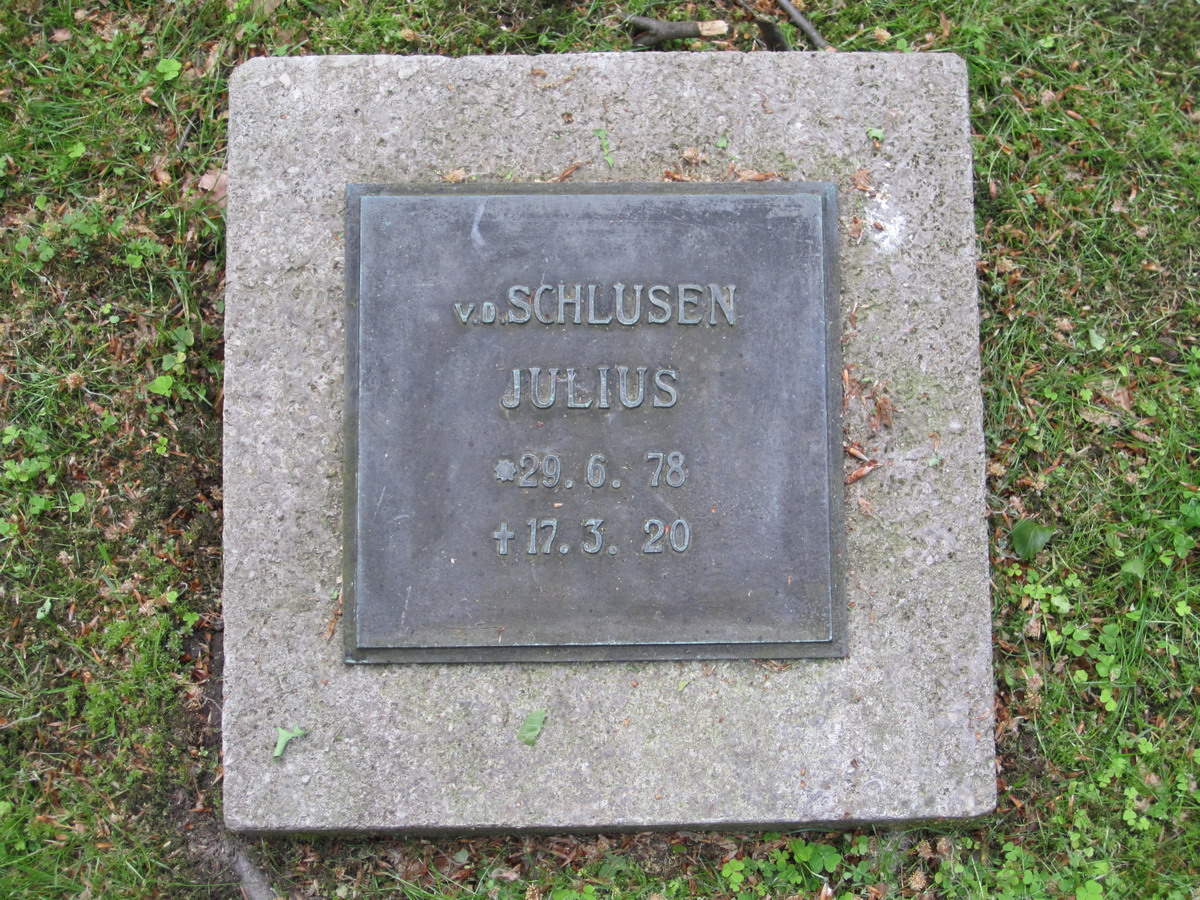 V.D. SCHLUSEN
JULIUS
*29. 6. 78
†17. 3. 20